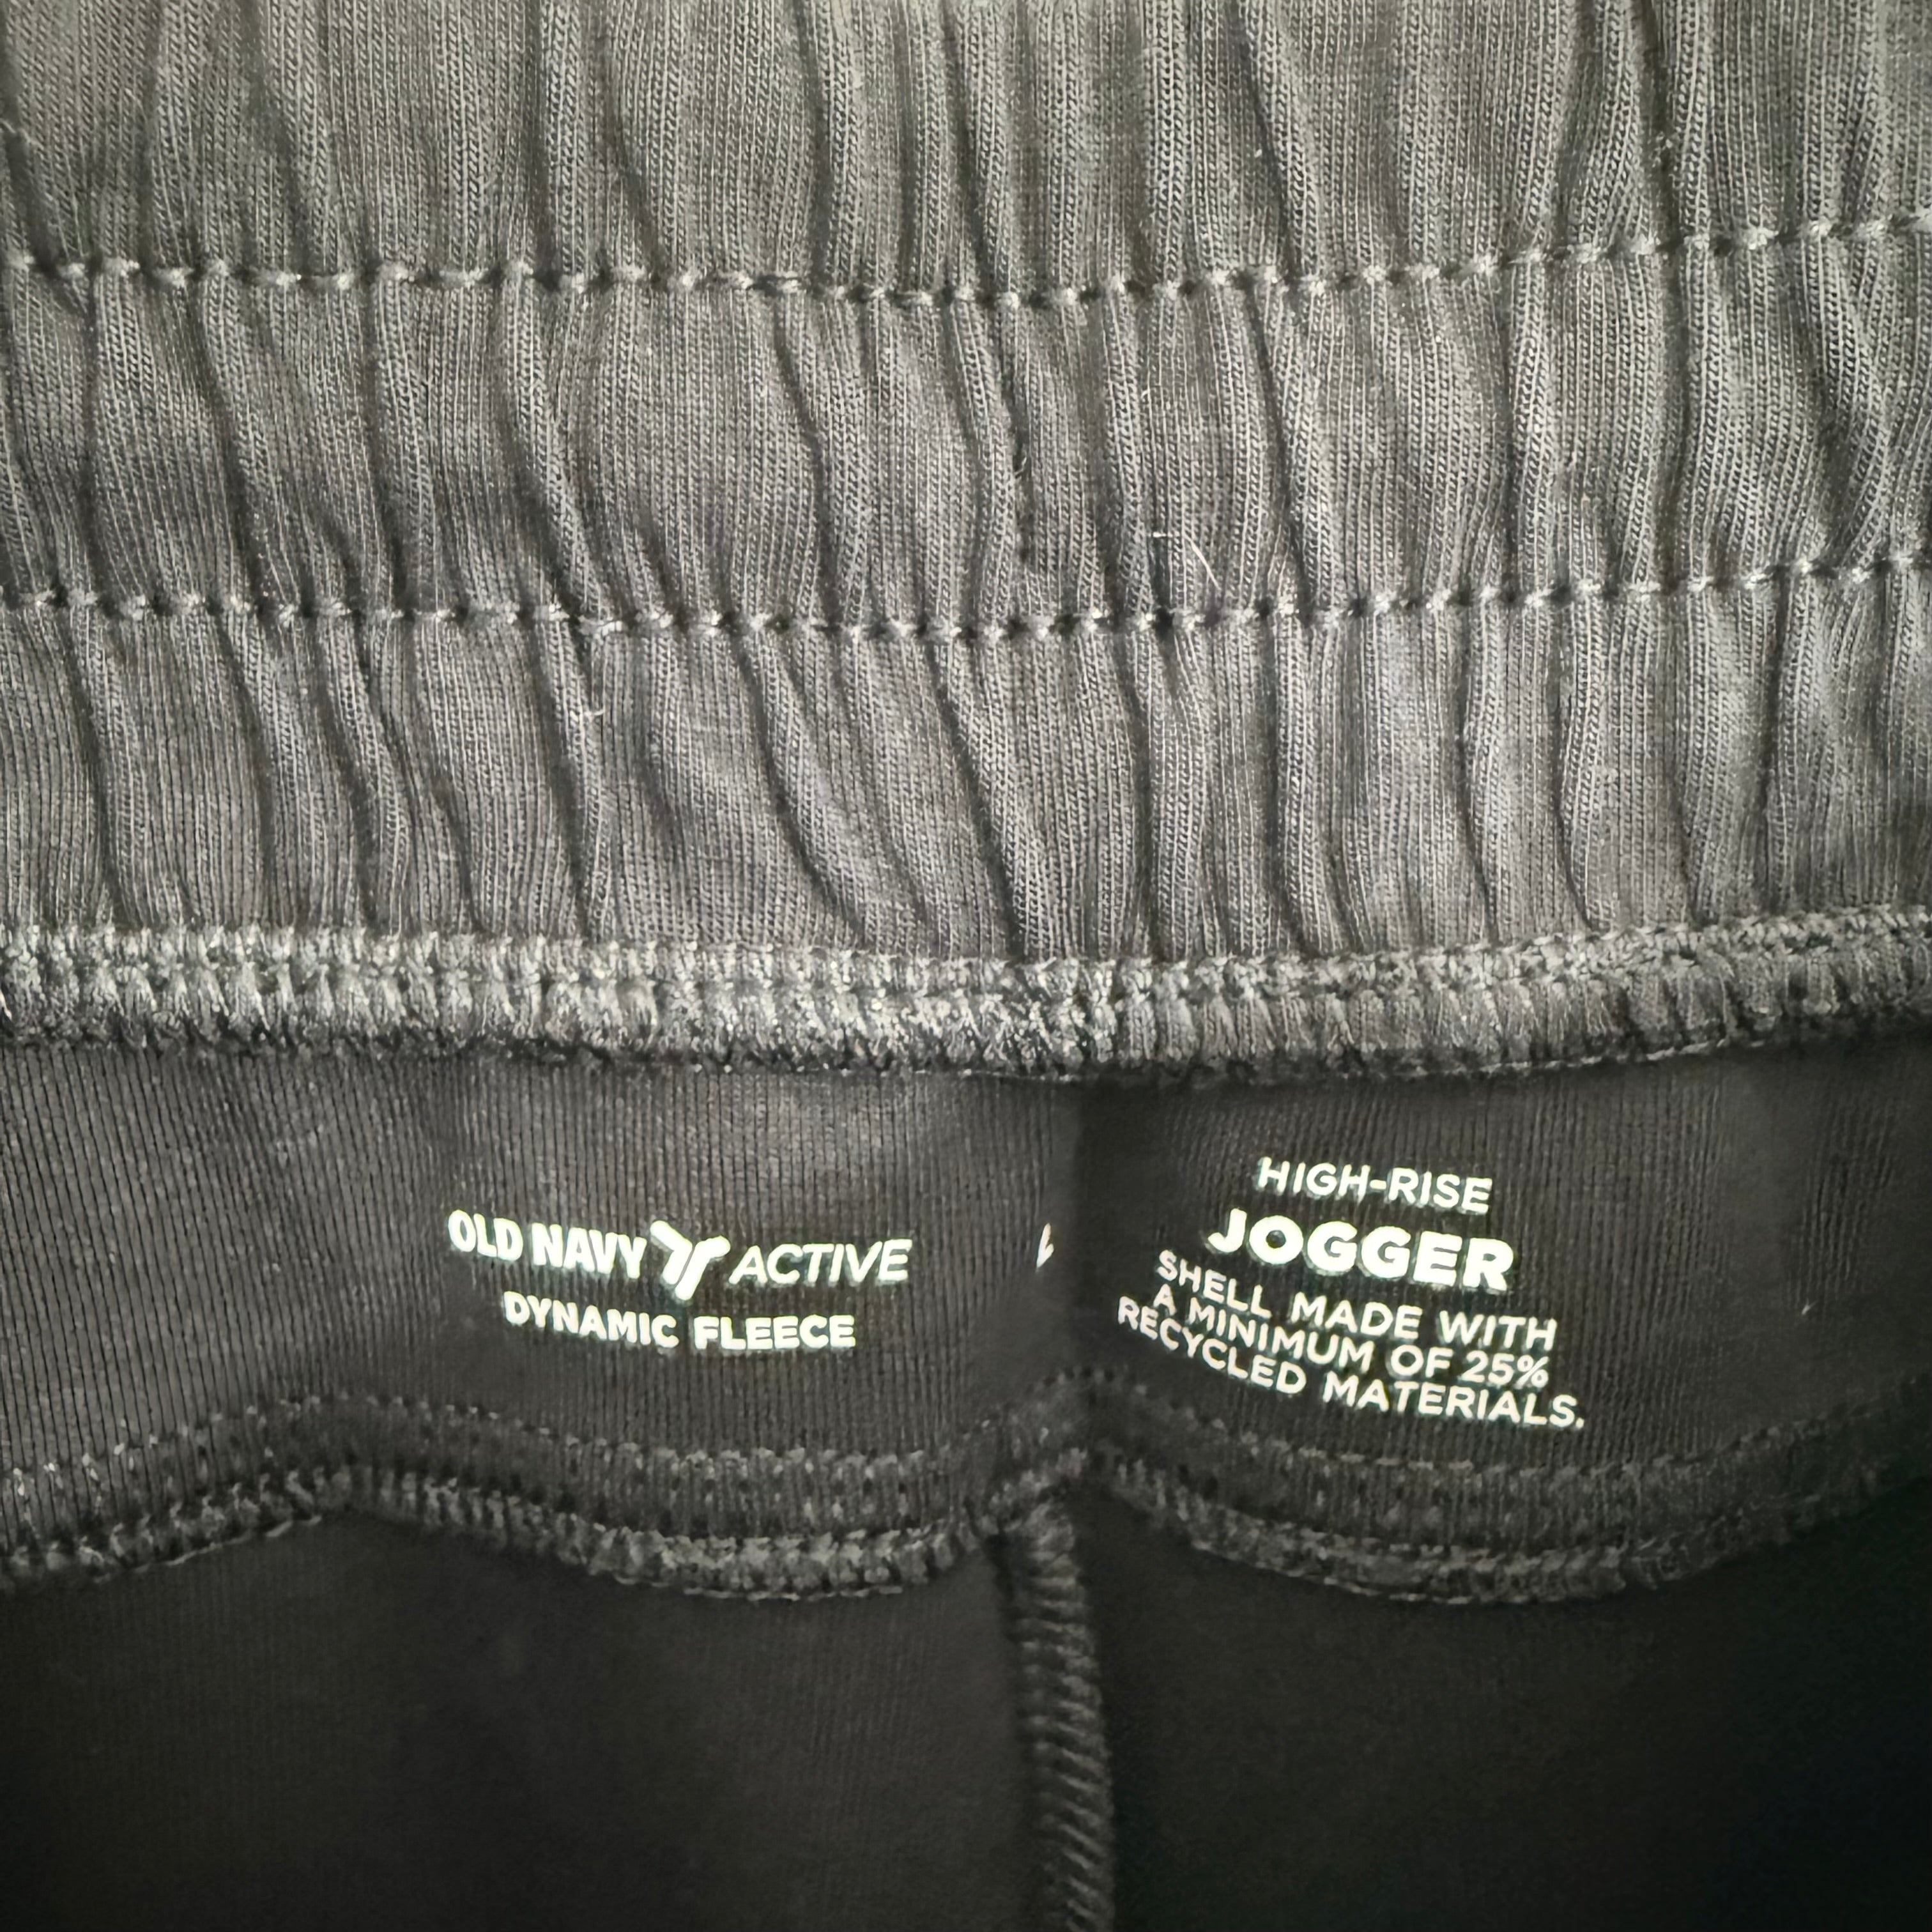 OLD NAVY ACTIVE
DYNAMIC FLEECE
HIGH-RISE
JOGGER
SHELL MADE WITH
A MINIMUM OF 25%
RECYCLED MATERIALS.